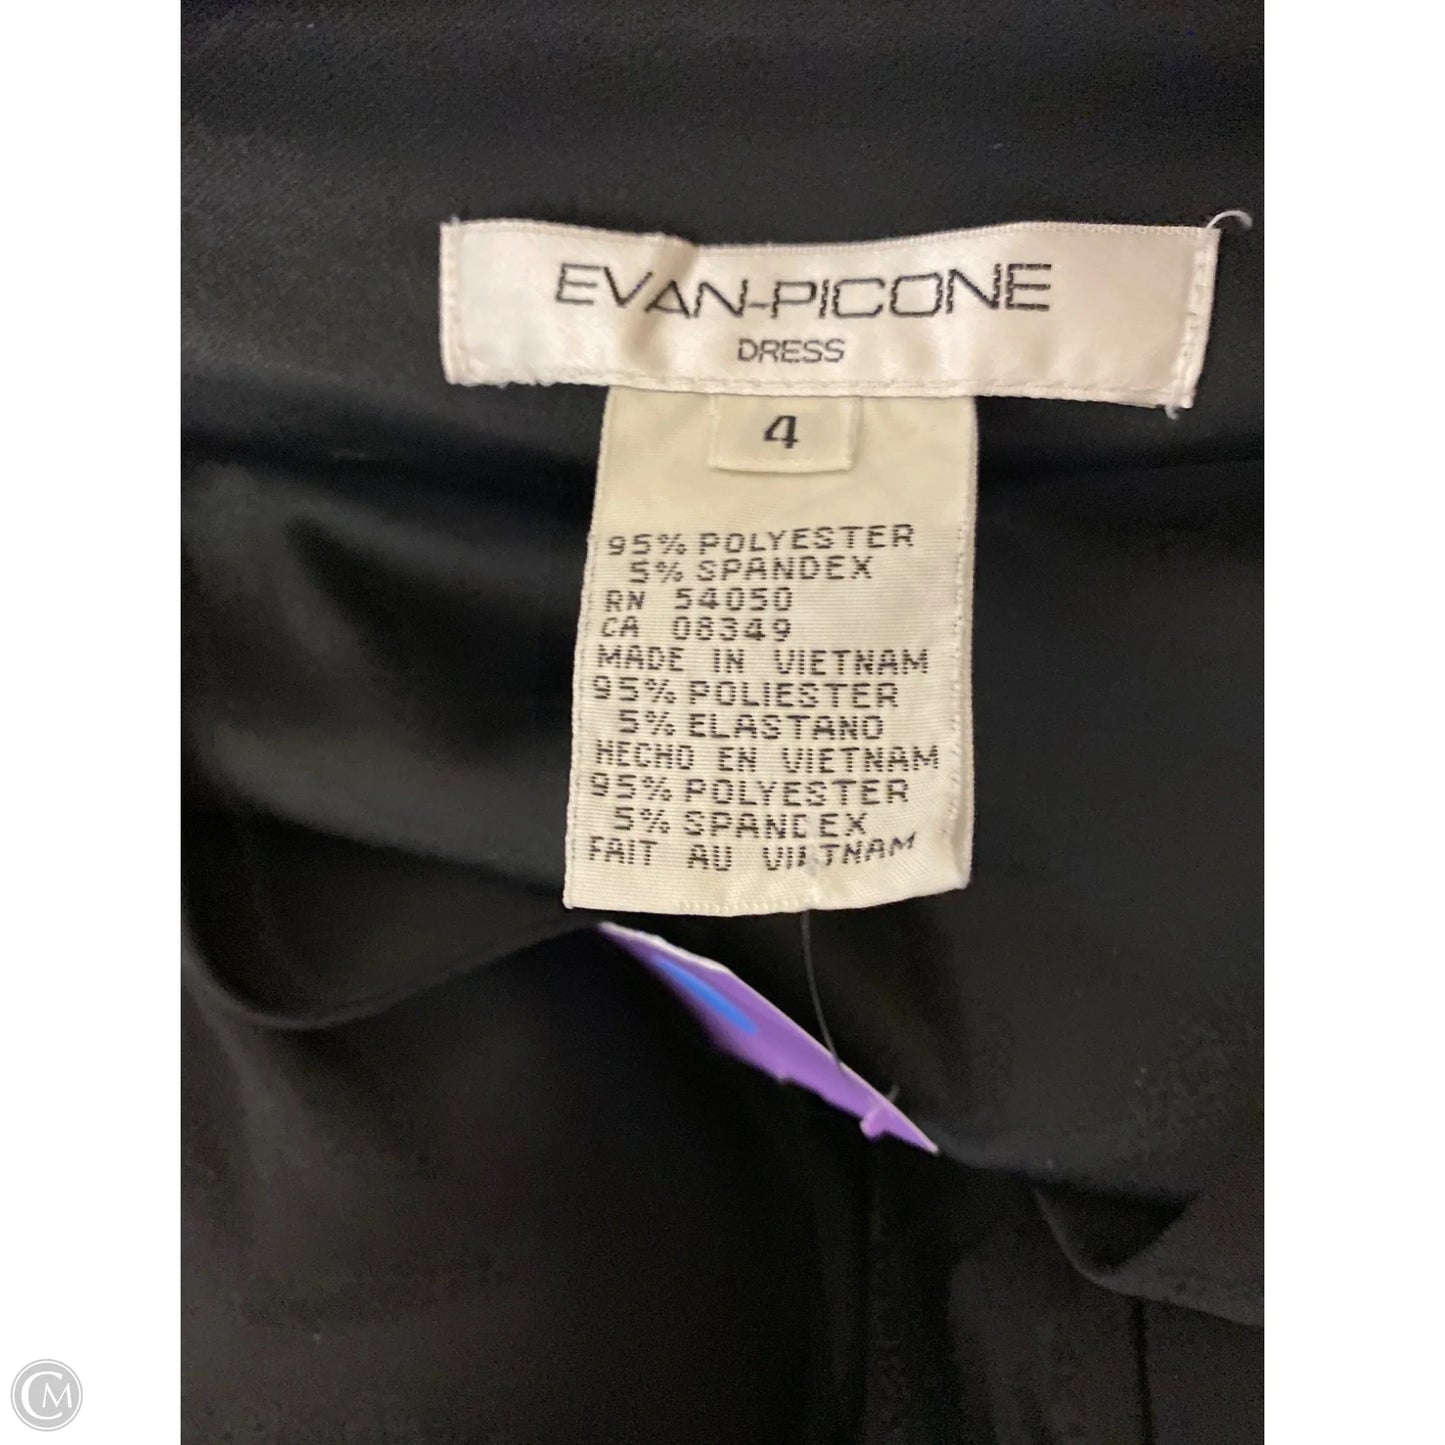 EVAN-PICONE
DRESS
4
95% POLYESTER
5% SPANDEX
RN 54050
CA 08349
MADE IN VIETNAM
95% POLIESTER
5% ELASTANO
HECHO EN VIETNAM
95% POLYESTER
5% SPANDEX
FAIT AU VIETNAM
CM